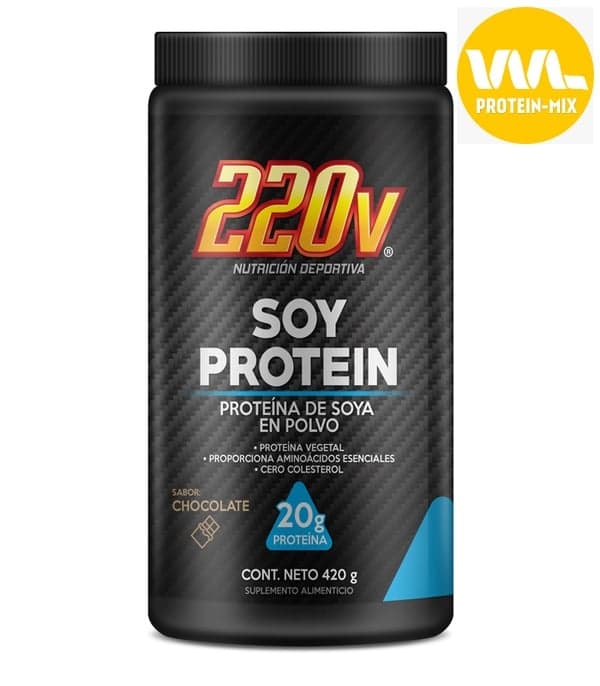 PROTEIN-MIX
220V®
NUTRICIÓN DEPORTIVA
SOY
PROTEIN
PROTEÍNA DE SOYA
EN POLVO
• PROTEÍNA VEGETAL
• PROPORCIONA AMINOÁCIDOS ESENCIALES
• CERO COLESTEROL
SABOR:
CHOCOLATE
20g
PROTEÍNA
CONT. NETO 420 g
SUPLEMENTO ALIMENTICIO